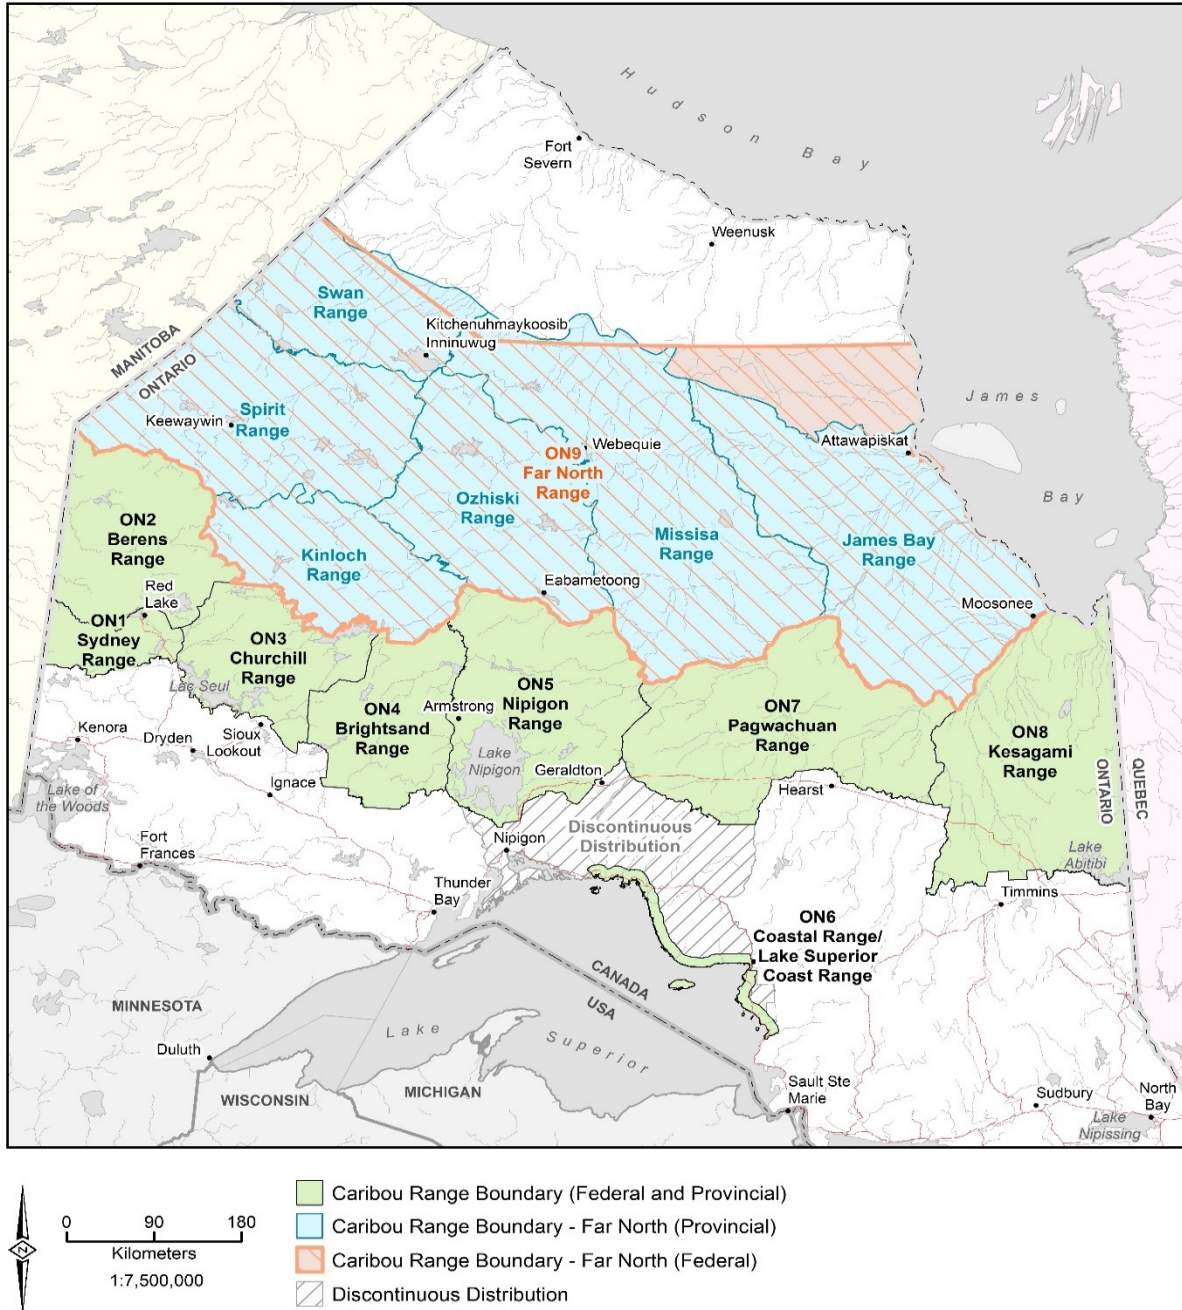 Hudson Bay
Fort
Severn
Weenusk
Swan
Range
Kitchenuhmaykoosib
Inninuwug
MANITOBA
ONTARIO
James
Bay
Keewaywin
Spirit
Range
Attawapiskat
Webequie
ON9
Far North
Range
Ozhiski
Range
ON2
Berens
Range
Missisa
Range
James Bay
Range
Kinloch
Range
Eabametoong
Red
Lake
Moosonee
ON1
Sydney
Range
ON3
Churchill
Range
Lac Seul
ON5
Nipigon
Range
ON4
Brightsand
Range
Armstrong
ON7
Pagwachuan
Range
ON8
Kesagami
Range
Kenora
Dryden
Sioux
Lookout
Lake
Nipigon
Geraldton
Ignace
Hearst
ONTARIO
QUEBEC
Lake of
the Woods
Discontinuous
Distribution
Fort
Frances
Nipigon
Lake
Abitibi
Thunder
Bay
Timmins
ON6
Coastal Range/
Lake Superior
Coast Range
CANADA
USA
MINNESOTA
Lake
Superior
Duluth
WISCONSIN
MICHIGAN
Sault Ste
Marie
Sudbury
North
Bay
Lake
Nipissing
N
0 90 180
Kilometers
1:7,500,000
Caribou Range Boundary (Federal and Provincial)
Caribou Range Boundary - Far North (Provincial)
Caribou Range Boundary - Far North (Federal)
Discontinuous Distribution